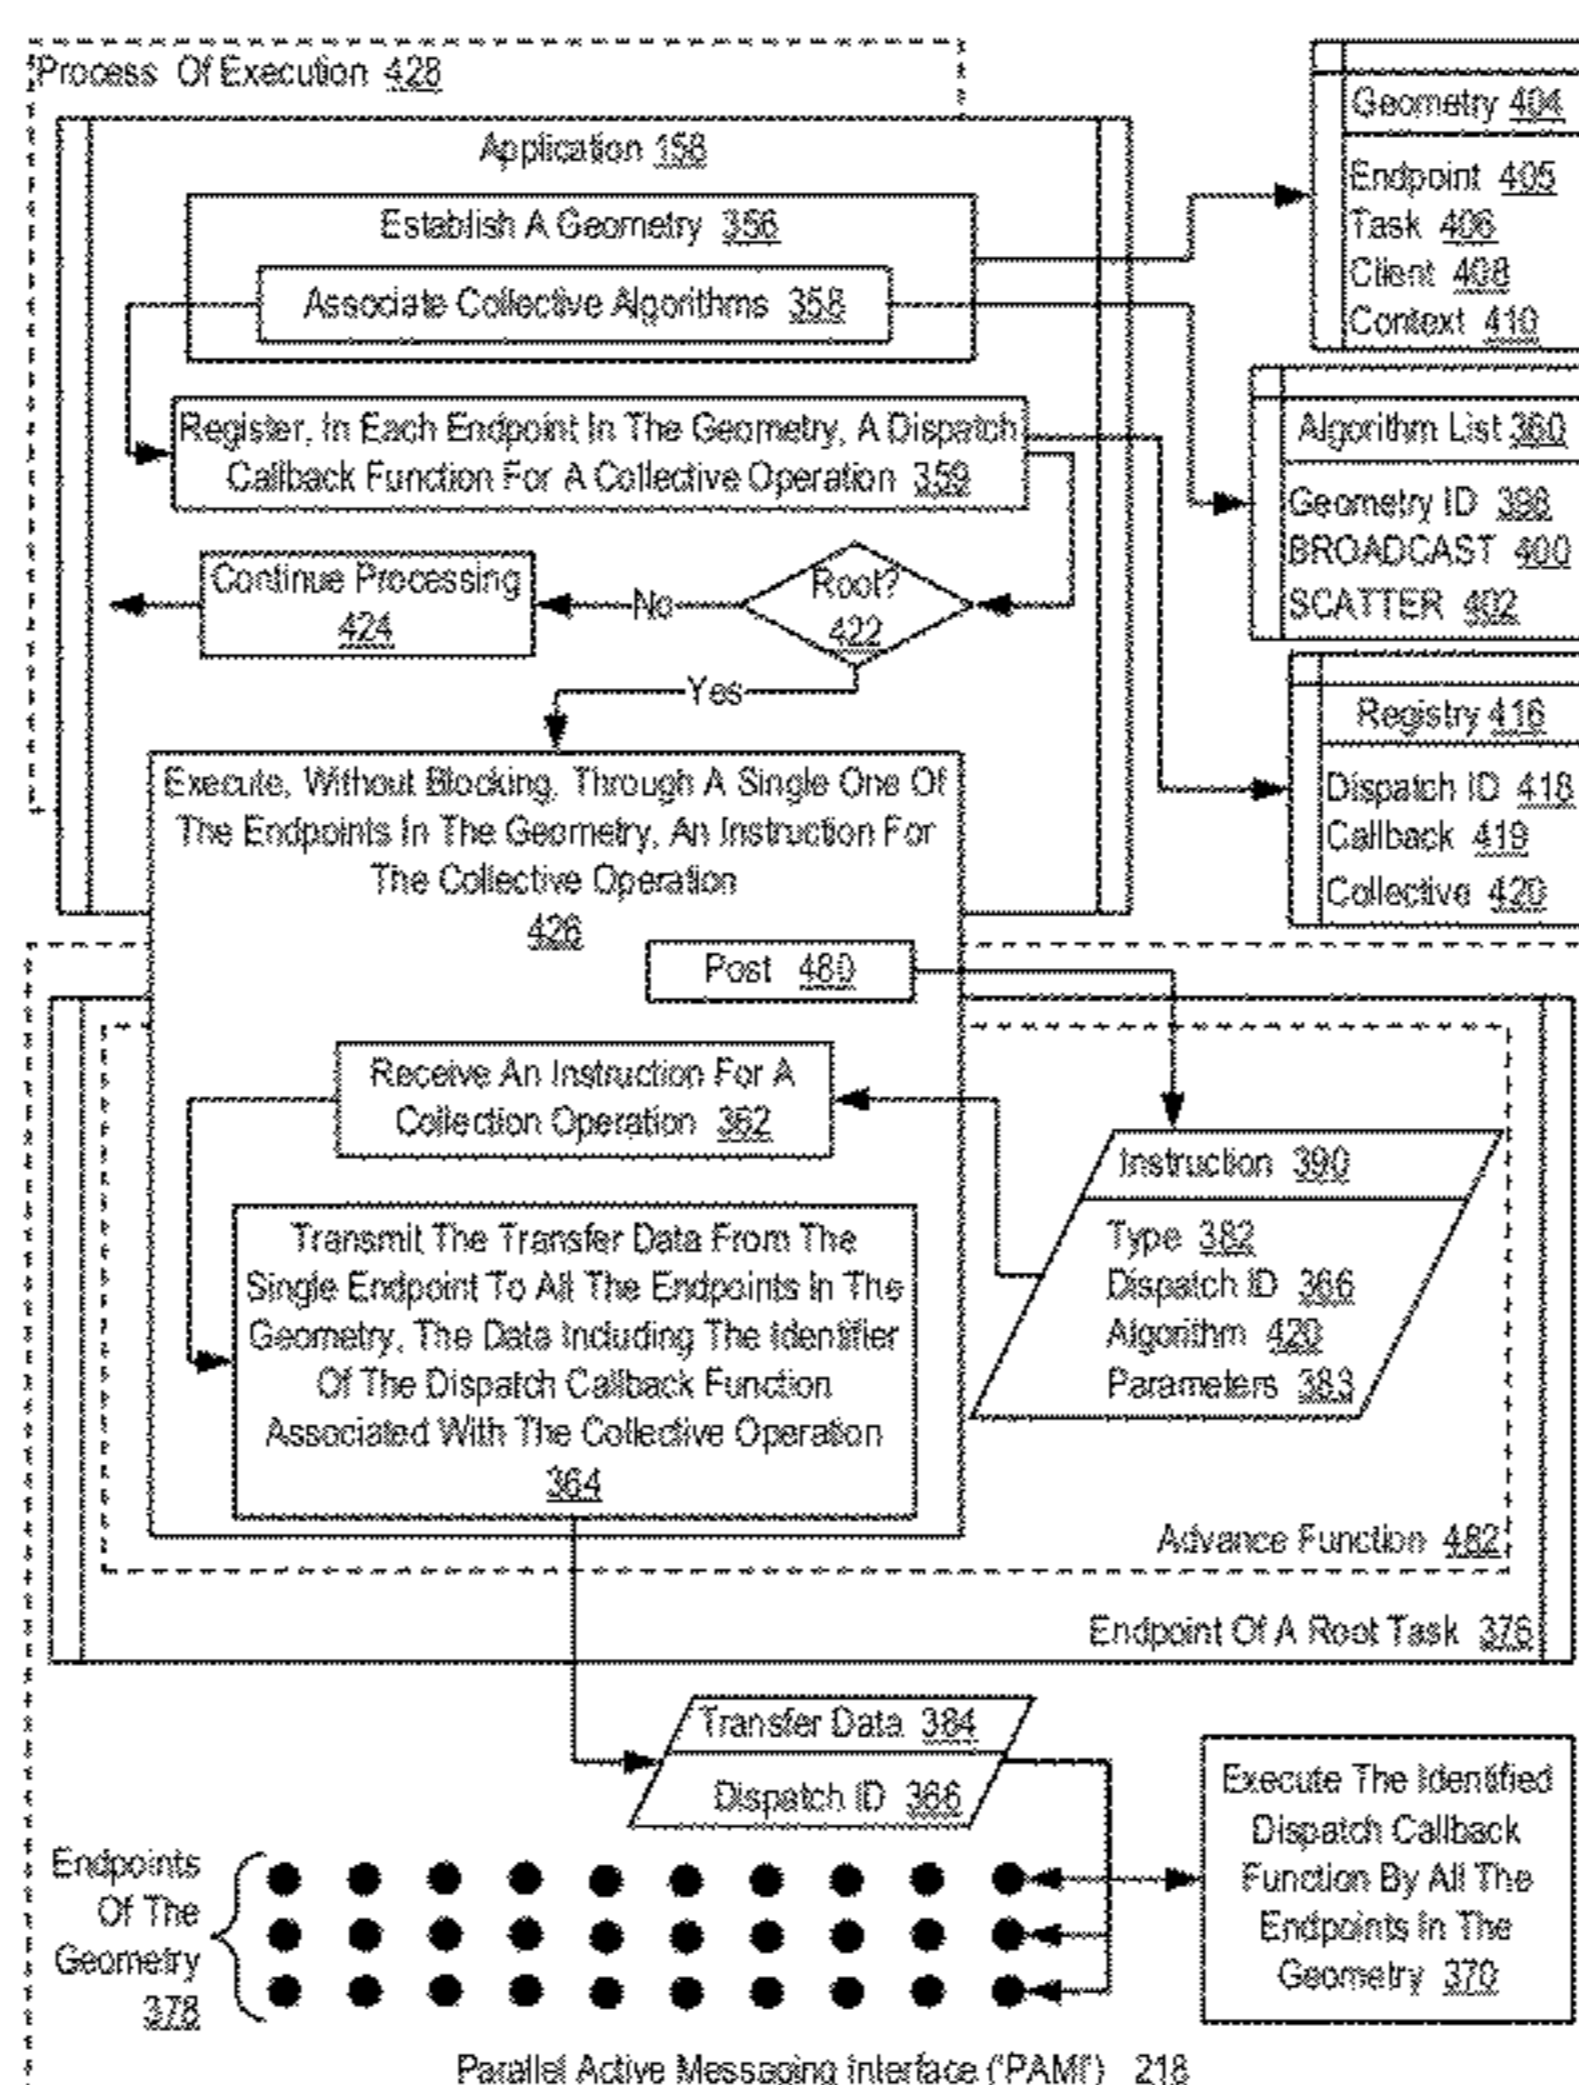 Process Of Execution 428
Application 158
Establish A Geometry 356
Associate Collective Algorithms 358
Register, In Each Endpoint In The Geometry, A Dispatch
Callback Function For A Collective Operation 359
Continue Processing
424
No
Root?
422
Yes
Execute, Without Blocking, Through A Single One Of
The Endpoints In The Geometry, An Instruction For
The Collective Operation
426
Post 480
Receive An Instruction For A
Collection Operation 362
Transmit The Transfer Data From The
Single Endpoint To All The Endpoints In The
Geometry, The Data Including The Identifier
Of The Dispatch Callback Function
Associated With The Collective Operation
364
Geometry 404
Endpoint 405
Task 406
Client 408
Context 410
Algorithm List 360
Geometry ID 398
BROADCAST 400
SCATTER 402
Registry 416
Dispatch ID 418
Callback 419
Collective 420
Instruction 390
Type 382
Dispatch ID 366
Algorithm 420
Parameters 383
Advance Function 482
Endpoint Of A Root Task 376
Transfer Data 384
Dispatch ID 366
Endpoints
Of The
Geometry
378
Execute The Identified
Dispatch Callback
Function By All The
Endpoints In The
Geometry 370
Parallel Active Messaging Interface ('PAMI') 218